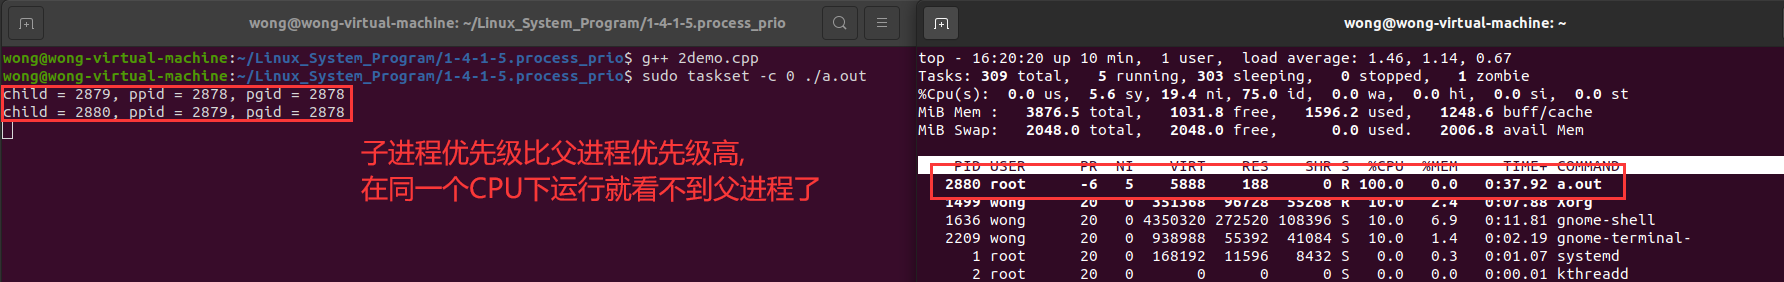 wong@wong-virtual-machine: ~/Linux_System_Program/1-4-1-5.process_prio
wong@wong-virtual-machine:~/Linux_System_Program/1-4-1-5.process_prio$ g++ 2demo.cpp
wong@wong-virtual-machine:~/Linux_System_Program/1-4-1-5.process_prio$ sudo taskset -c 0 ./a.out
child = 2879, ppid = 2878, pgid = 2878
child = 2880, ppid = 2879, pgid = 2878
子进程优先级比父进程优先级高,
在同一个CPU下运行就看不到父进程了
wong@wong-virtual-machine: ~
top - 16:20:20 up 10 min,  1 user,  load average: 1.46, 1.14, 0.67
Tasks: 309 total,   5 running, 303 sleeping,   0 stopped,   1 zombie
%Cpu(s):  0.0 us,  5.6 sy, 19.4 ni, 75.0 id,  0.0 wa,  0.0 hi,  0.0 si,  0.0 st
MiB Mem :   3876.5 total,   1031.8 free,   1596.2 used,   1248.6 buff/cache
MiB Swap:   2048.0 total,   2048.0 free,      0.0 used.   2006.8 avail Mem
PID USER PR NI VIRT RES SHR S %CPU %MEM TIME+ COMMAND
2880 root -6 5 5888 188 0 R 100.0 0.0 0:37.92 a.out
1499 wong 20 0 351368 96728 55268 R 10.0 2.4 0:07.88 Xorg
1636 wong 20 0 4350320 272520 108396 S 10.0 6.9 0:11.81 gnome-shell
2209 wong 20 0 938988 55392 41084 S 10.0 1.4 0:02.19 gnome-terminal-
1 root 20 0 168192 11596 8432 S 0.0 0.3 0:01.07 systemd
2 root 20 0 0 0 0 S 0.0 0.0 0:00.01 kthreadd